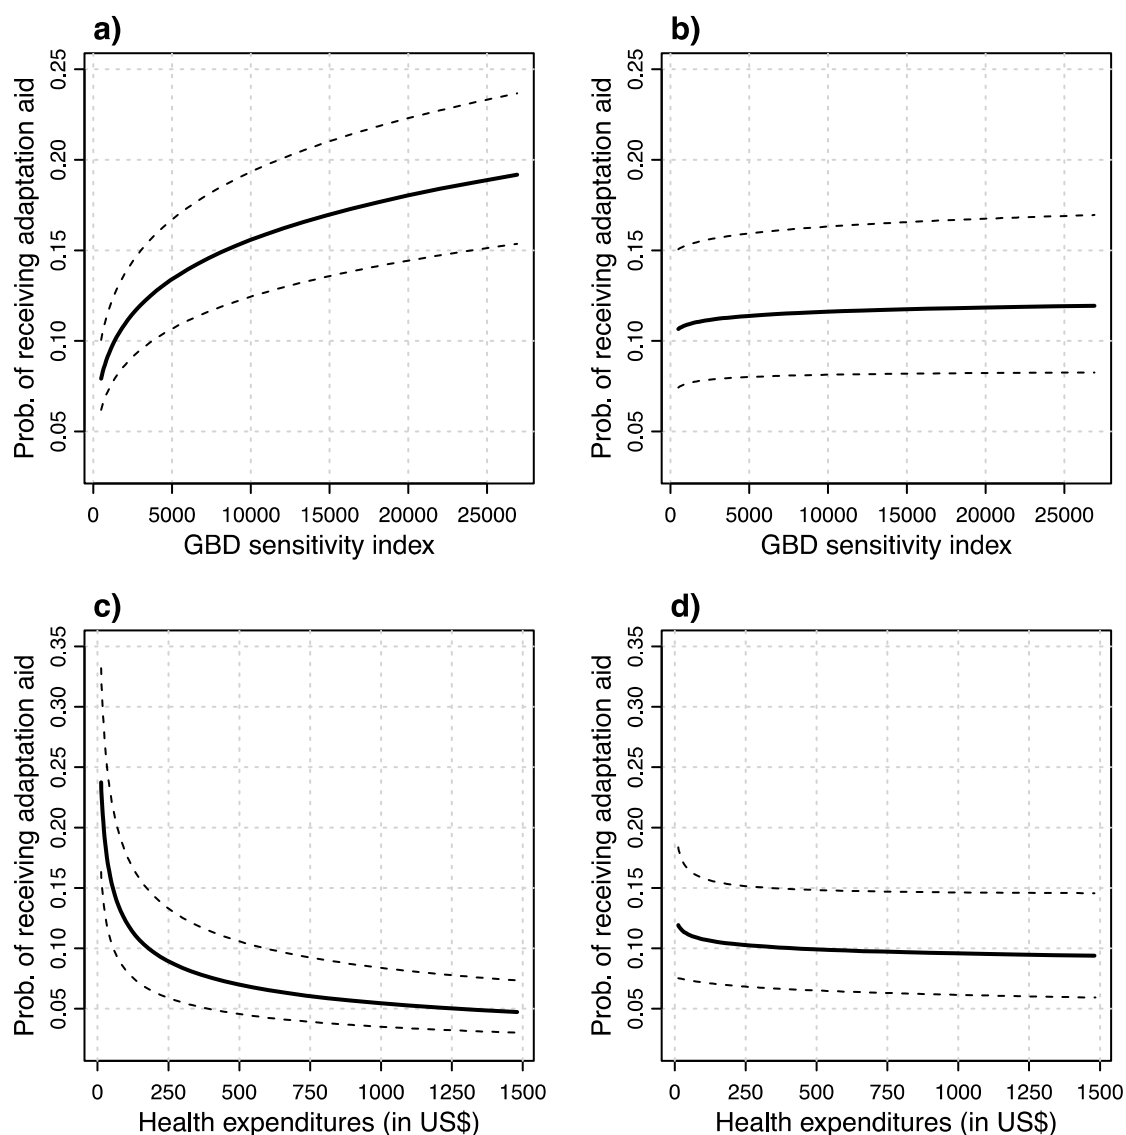 a)
Prob. of receiving adaptation aid
0.25
0.20
0.15
0.10
0.05
0 5000 10000 15000 20000 25000
GBD sensitivity index
b)
Prob. of receiving adaptation aid
0.25
0.20
0.15
0.10
0.05
0 5000 10000 15000 20000 25000
GBD sensitivity index
c)
Prob. of receiving adaptation aid
0.35
0.30
0.25
0.20
0.15
0.10
0.05
0 250 500 750 1000 1250 1500
Health expenditures (in US$)
d)
Prob. of receiving adaptation aid
0.35
0.30
0.25
0.20
0.15
0.10
0.05
0 250 500 750 1000 1250 1500
Health expenditures (in US$)